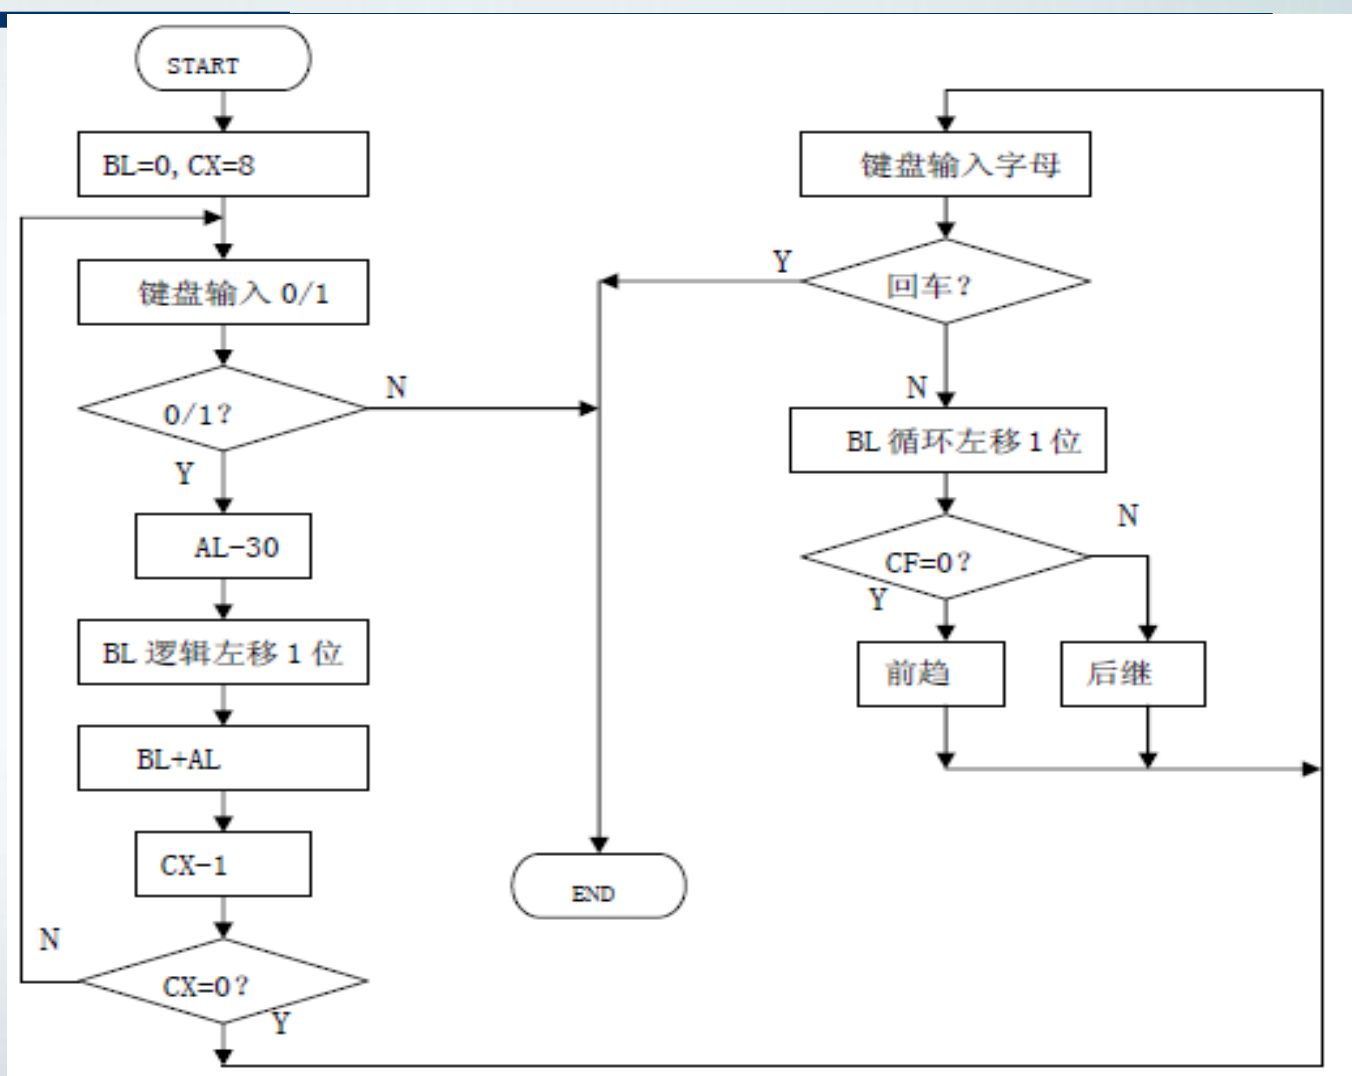 START
BL=0,CX=8
键盘输入 0/1
0/1?
N
Y
AL-30
BL 逻辑左移 1 位
BL+AL
CX-1
N
CX=0?
Y
END
键盘输入字母
Y
回车?
N
BL 循环左移 1 位
N
CF=0?
Y
前趋
后继